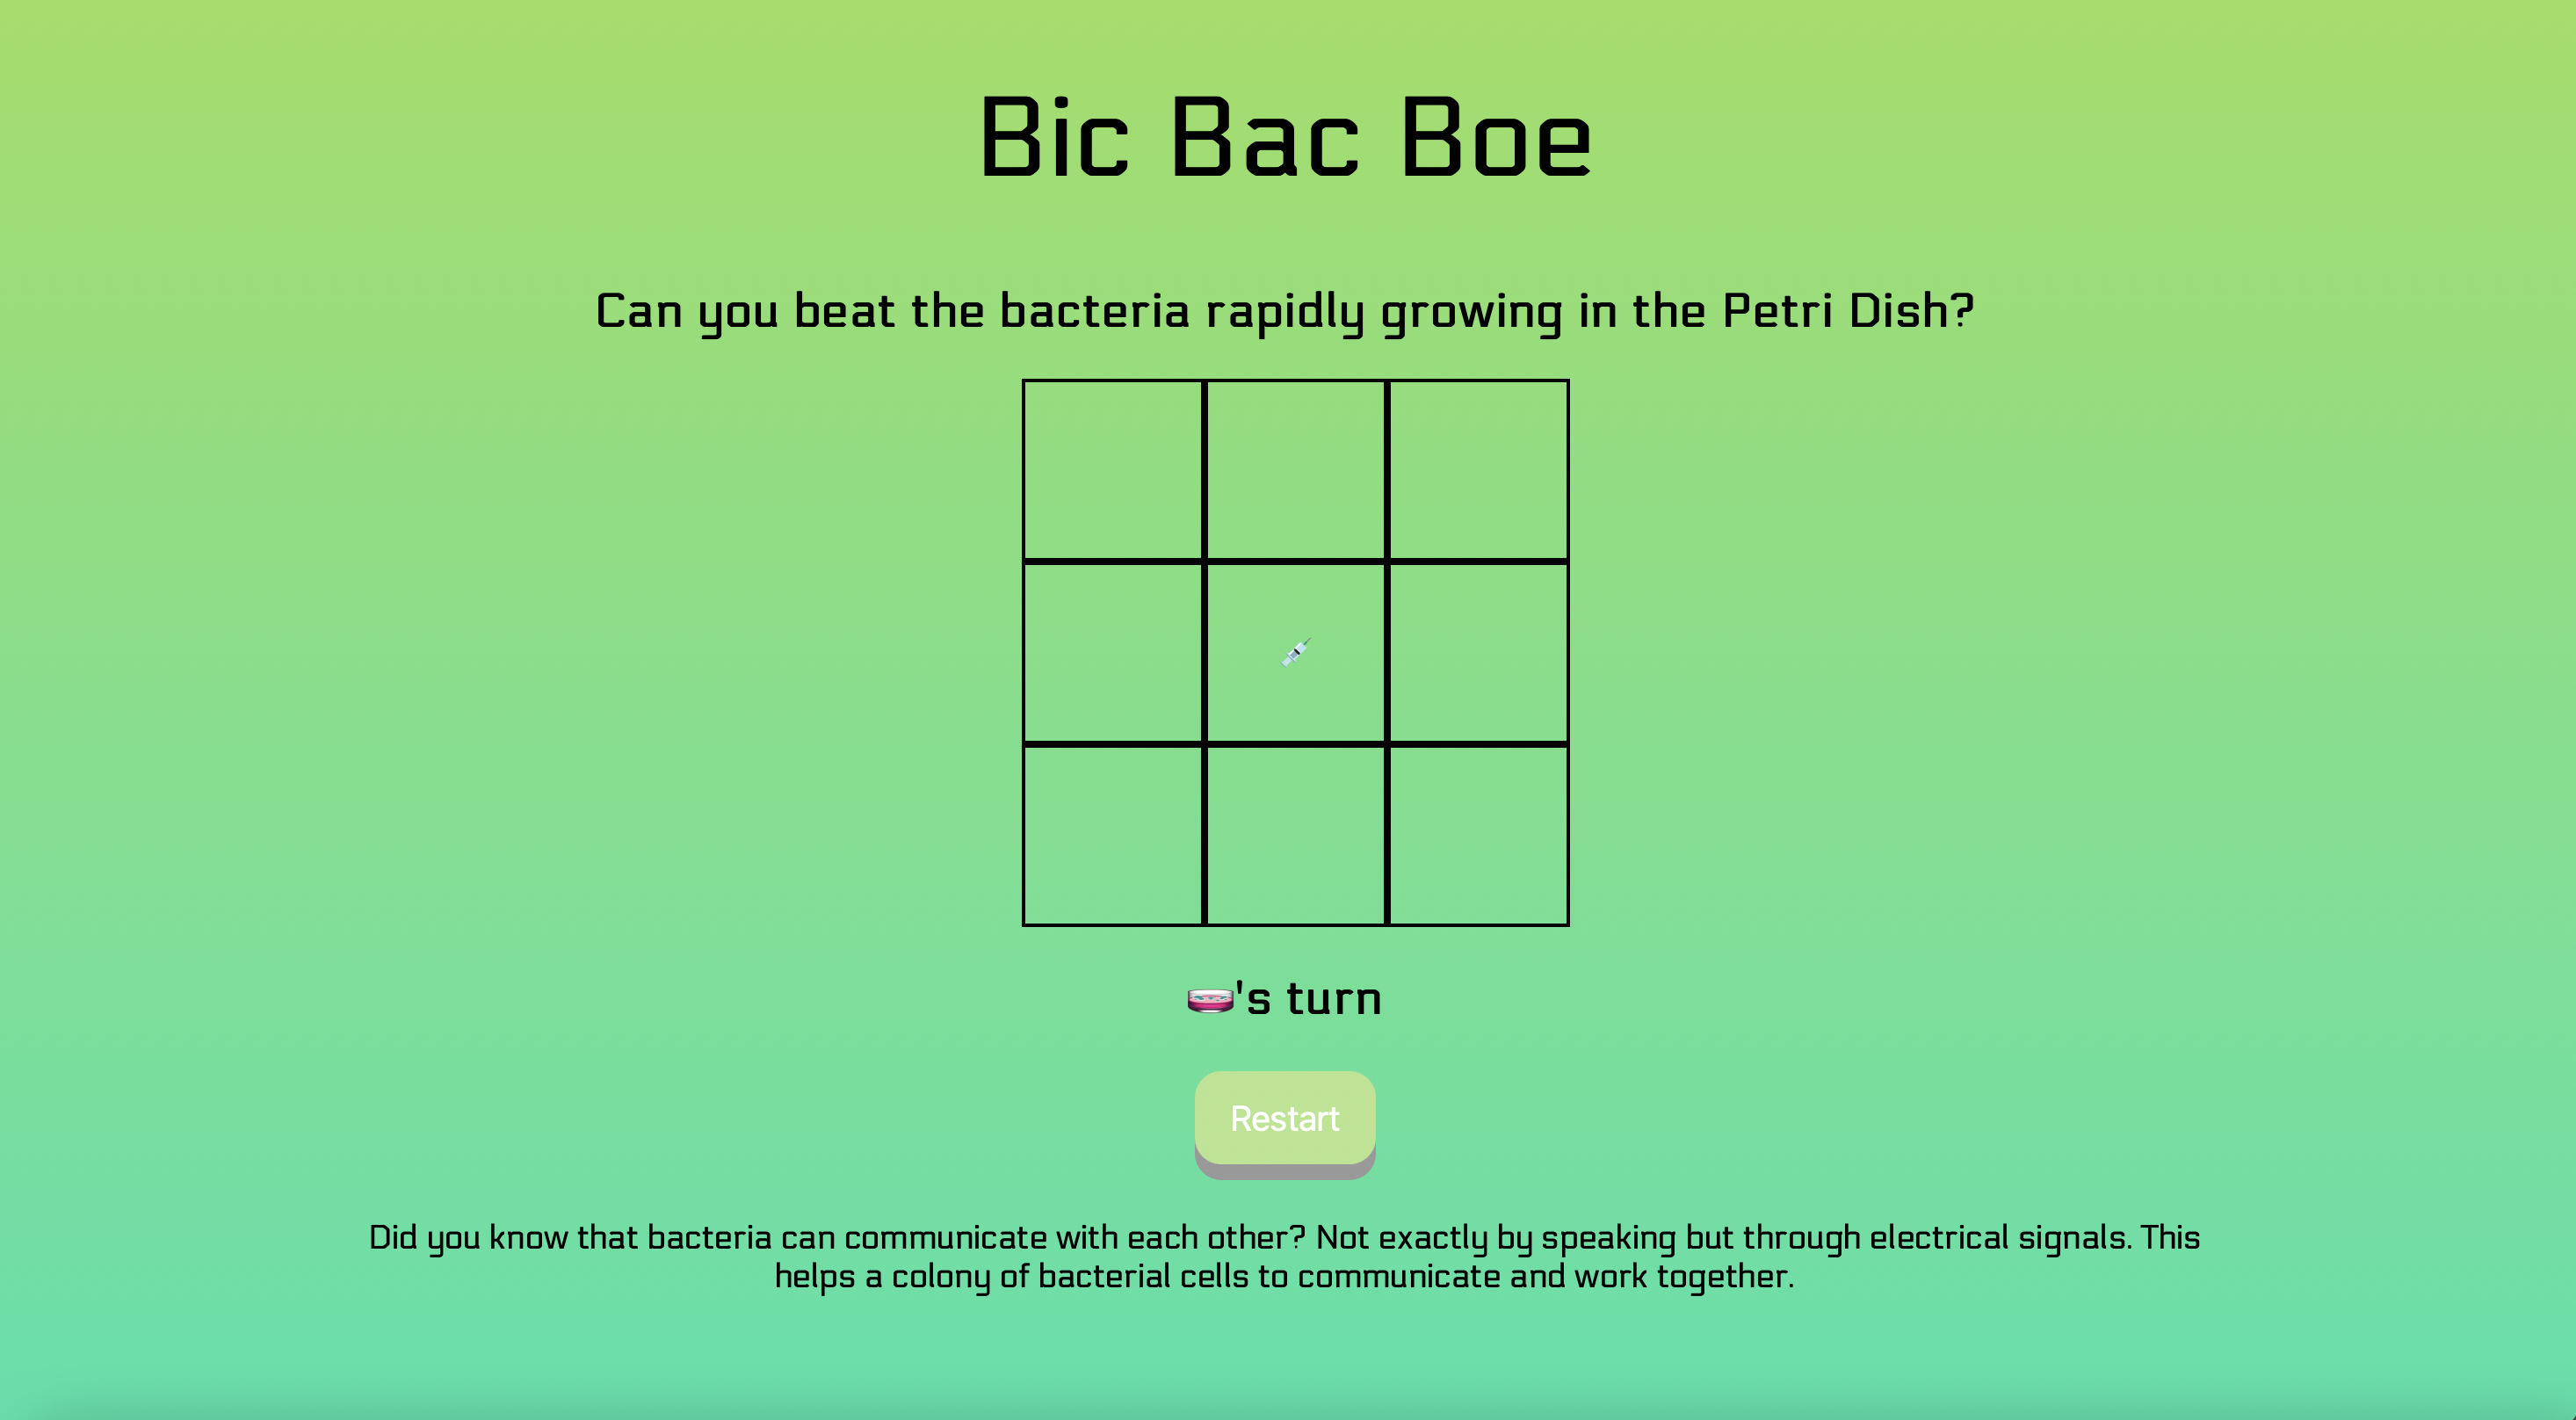 Bic Bac Boe
Can you beat the bacteria rapidly growing in the Petri Dish?
🧫's turn
Restart
Did you know that bacteria can communicate with each other? Not exactly by speaking but through electrical signals. This
helps a colony of bacterial cells to communicate and work together.